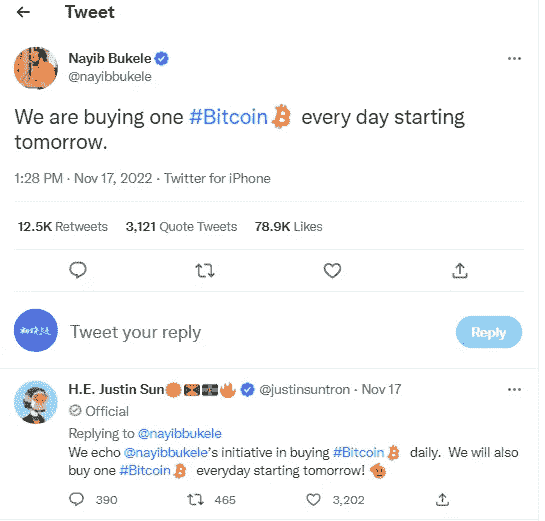 Tweet
Nayib Bukele
@nayibbukele
We are buying one #Bitcoin every day starting
tomorrow.
1:28 PM · Nov 17, 2022 · Twitter for iPhone
12.5K Retweets 3,121 Quote Tweets 78.9K Likes
Tweet your reply
Reply
H.E. Justin Sun @justinsuntron · Nov 17
Official
Replying to @nayibbukele
We echo @nayibbukele's initiative in buying #Bitcoin daily. We will also
buy one #Bitcoin everyday starting tomorrow!
390 465 3,202